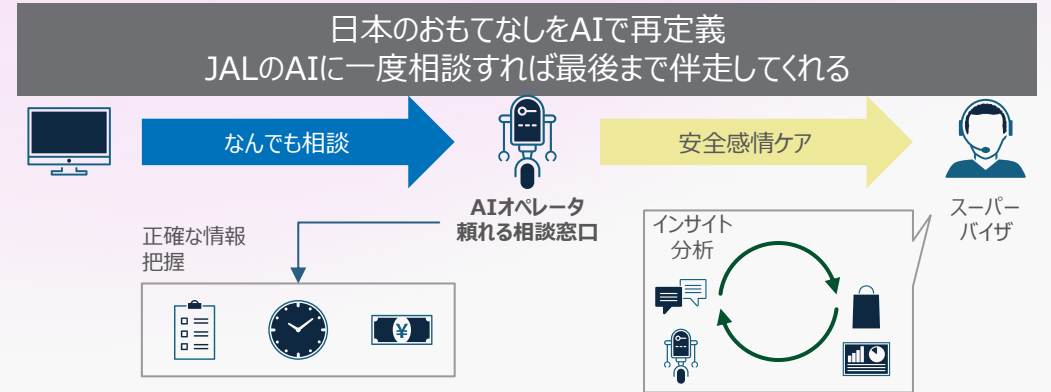 日本のおもてなしをAIで再定義
JALのAIに一度相談すれば最後まで伴走してくれる
なんでも相談
安全感情ケア
AIオペレータ
頼れる相談窓口
スーパー
バイザ
正確な情報
把握
¥
インサイト
分析